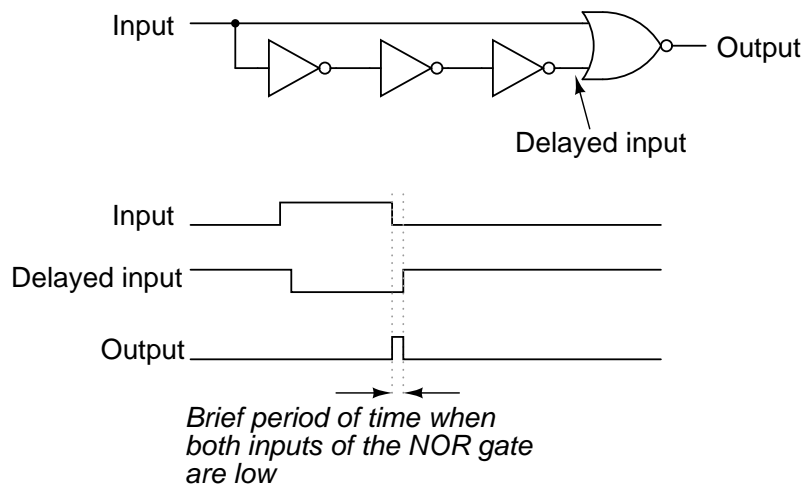 Input
Output
Delayed input
Input
Delayed input
Output
Brief period of time when
both inputs of the NOR gate
are low